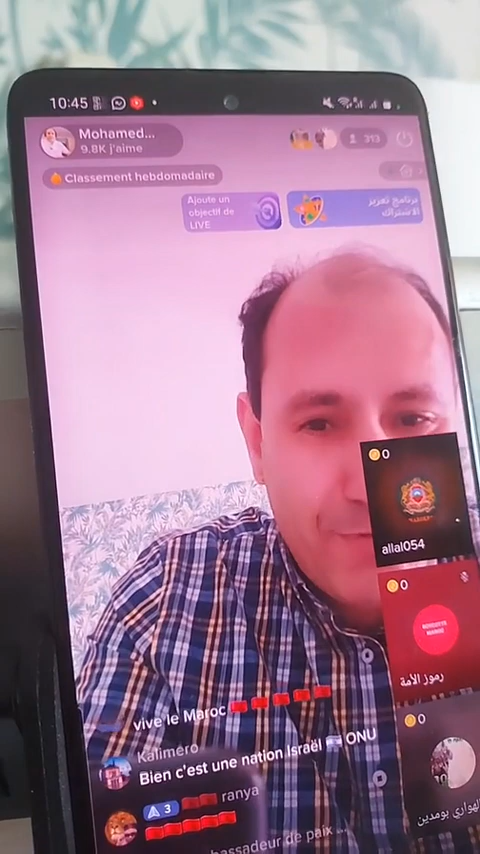 10:45
Mohamed...
9.8K j'aime
313
Classement hebdomadaire
Ajoute un
objectif de
LIVE
برنامج تعزيز
الاشتراك
0
allal054
0
رموز الأمة
0
الهواري بومدين
vive le Maroc
Kalimero
Bien c'est une nation Israël ONU
3 ranya
bassadeur de paix ...